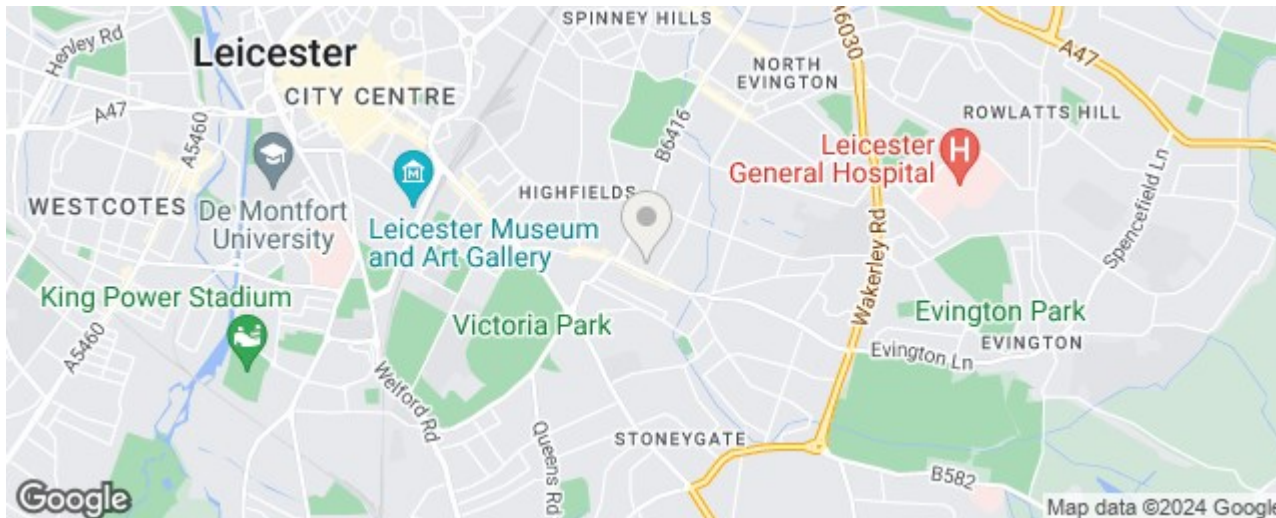 SPINNEY HILLS
Henley Rd
Leicester
CITY CENTRE
A47
A5460
NORTH
EVINGTON
A6030
A47
ROWLATTS HILL
B6416
Leicester
General Hospital
H
Spencefield Ln
HIGHFIELDS
WESTCOTES
De Montfort
University
M
Leicester Museum
and Art Gallery
Wakerley Rd
King Power Stadium
Victoria Park
Evington Park
EVINGTON
Evington Ln
A5460
Welford Rd
Queens Rd
STONEYGATE
B582
Google
Map data ©2024 Google